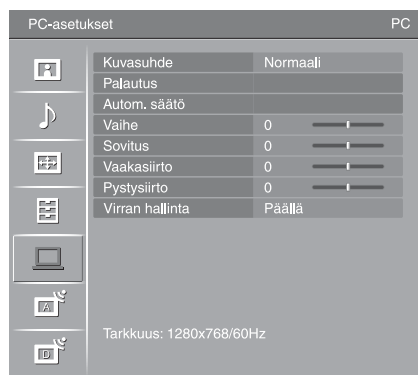 PC-asetukset PC
Kuvasuhde Normaali
Palautus
Autom. säätö
Vaihe 0
Sovitus 0
Vaakasiirto 0
Pystysiirto 0
Virran hallinta Päällä
A
D
Tarkkuus: 1280x768/60Hz